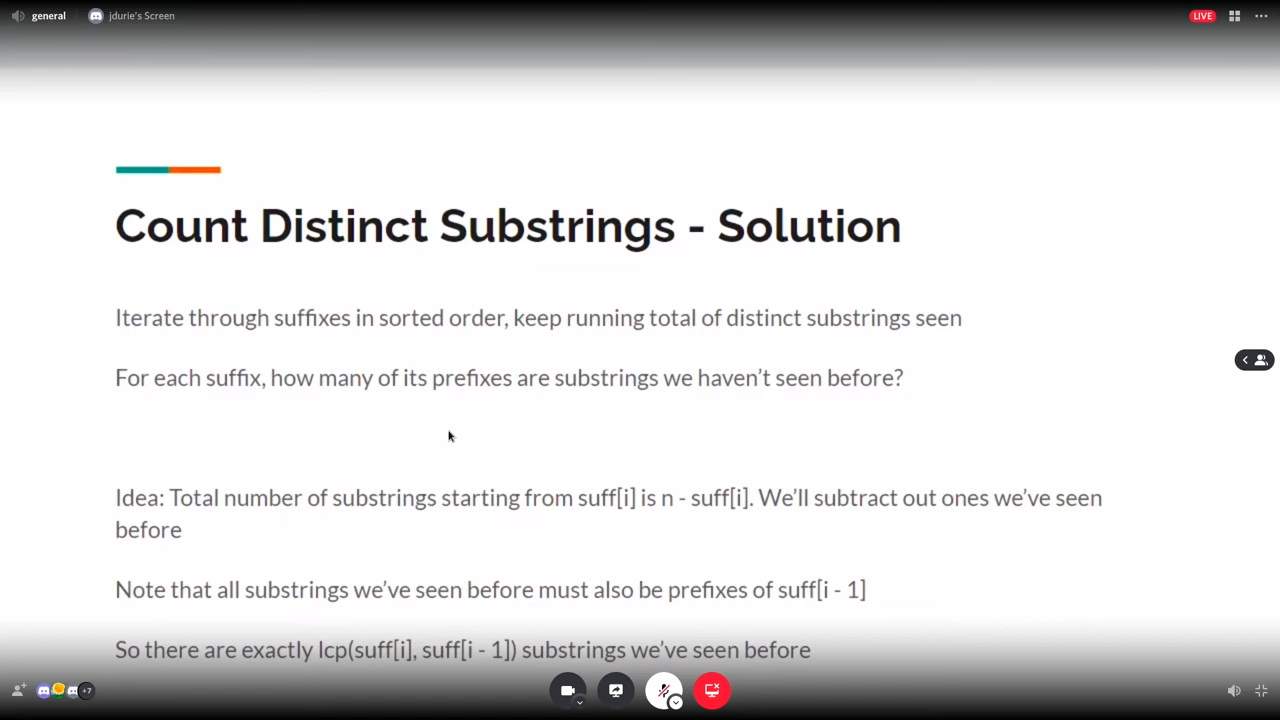 general
jdurie's Screen
LIVE
Count Distinct Substrings - Solution
Iterate through suffixes in sorted order, keep running total of distinct substrings seen
For each suffix, how many of its prefixes are substrings we haven't seen before?
Idea: Total number of substrings starting from suff[i] is n - suff[i]. We'll subtract out ones we've seen
before
Note that all substrings we've seen before must also be prefixes of suff[i - 1]
So there are exactly lcp(suff[i], suff[i - 1]) substrings we've seen before
+7